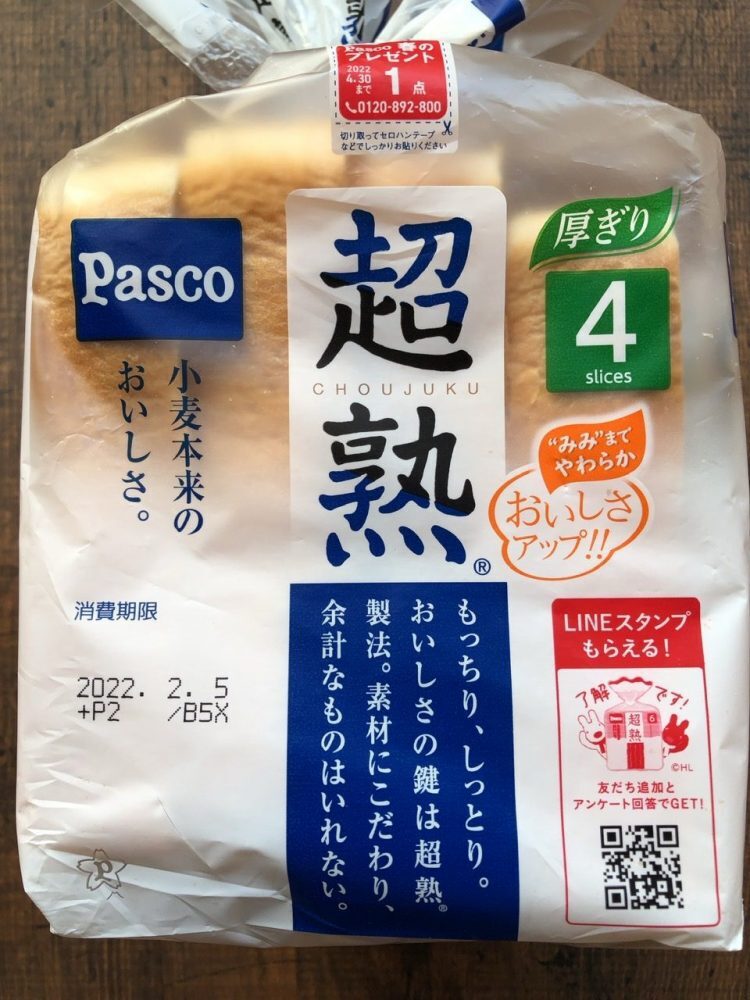 Pasco 春の
プレゼント
2022
4.30
まで
1
点
0120-892-800
切り取ってセロハンテープ
などでしっかりお貼りください
Pasco
小麦本来の
おいしさ。
超
CHOUJUKU
熟®
厚ぎり
4
slices
“みみ”まで
やわらか
おいしさ
アップ!!
消費期限
2022. 2. 5
+P2 /B5X
もっちり、しっとり。
おいしさの鍵は超熟®
製法。素材にこだわり、
余計なものはいれない。
LINEスタンプ
もらえる!
了解
です!
Pasco
超熟
6
©HL
友だち追加と
アンケート回答でGET!